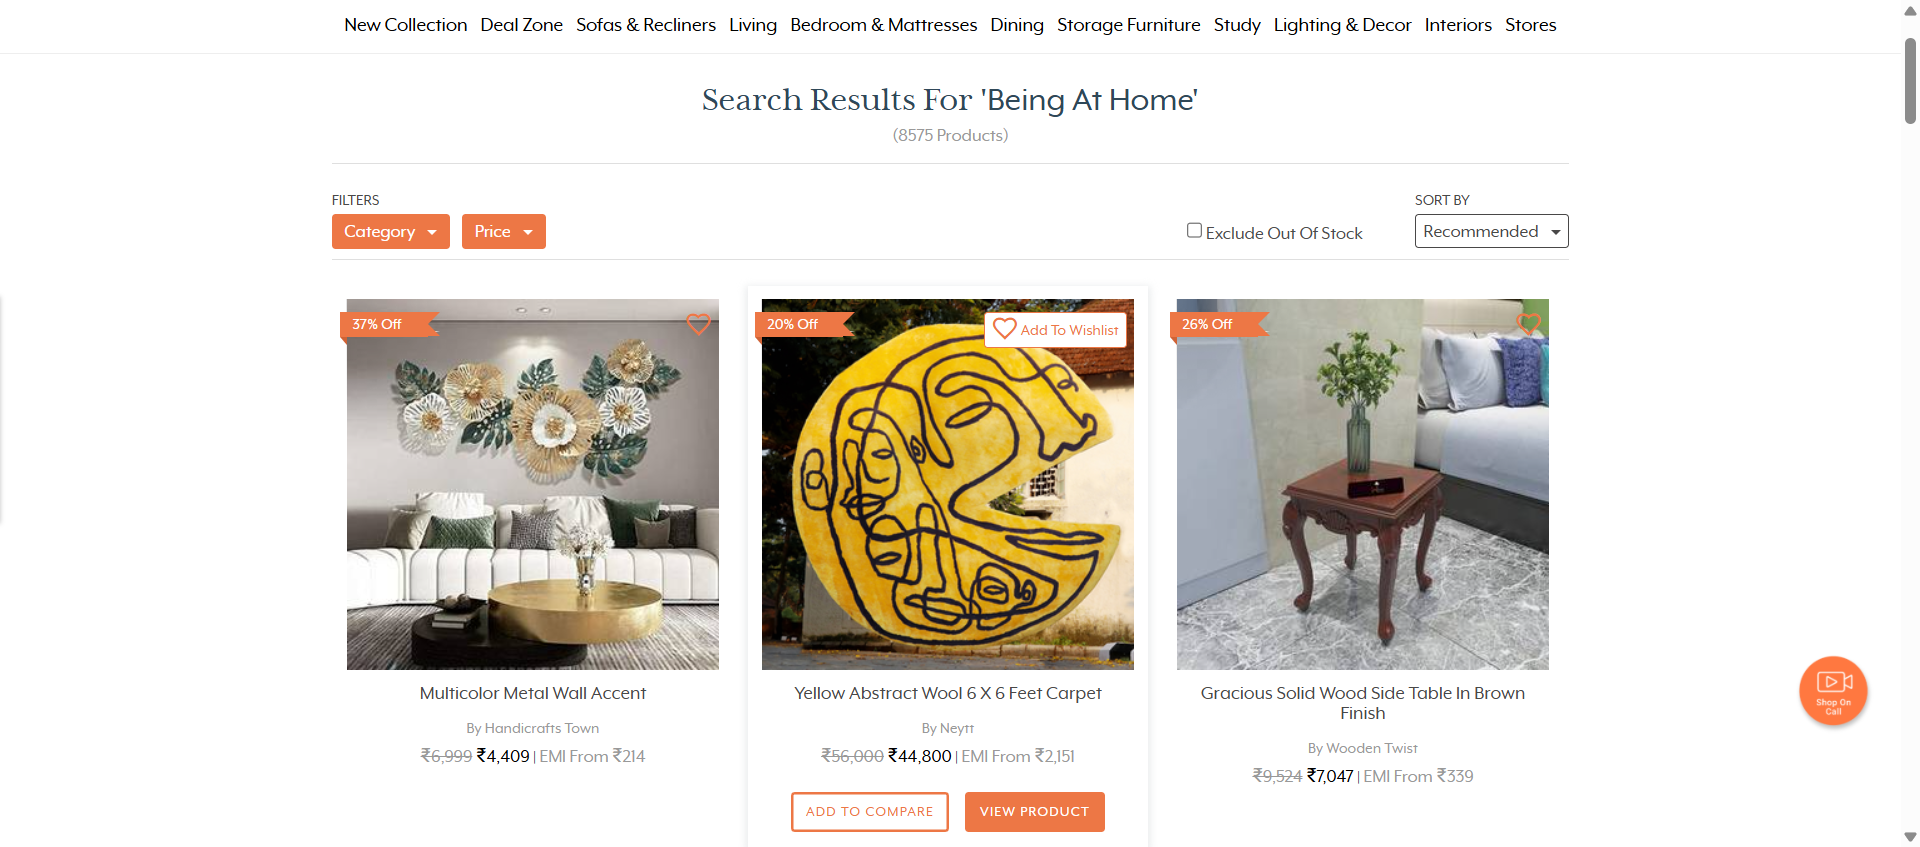 New Collection Deal Zone Sofas & Recliners Living Bedroom & Mattresses Dining Storage Furniture Study Lighting & Decor Interiors Stores
Search Results For 'Being At Home'
(8575 Products)
FILTERS
Category
Price
Exclude Out Of Stock
SORT BY
Recommended
37% Off
20% Off
Add To Wishlist
26% Off
Multicolor Metal Wall Accent
By Handicrafts Town
₹6,999 ₹4,409 | EMI From ₹214
Yellow Abstract Wool 6 X 6 Feet Carpet
By Neytt
₹56,000 ₹44,800 | EMI From ₹2,151
ADD TO COMPARE
VIEW PRODUCT
Gracious Solid Wood Side Table In Brown
Finish
By Wooden Twist
₹9,524 ₹7,047 | EMI From ₹339
Shop On
Call